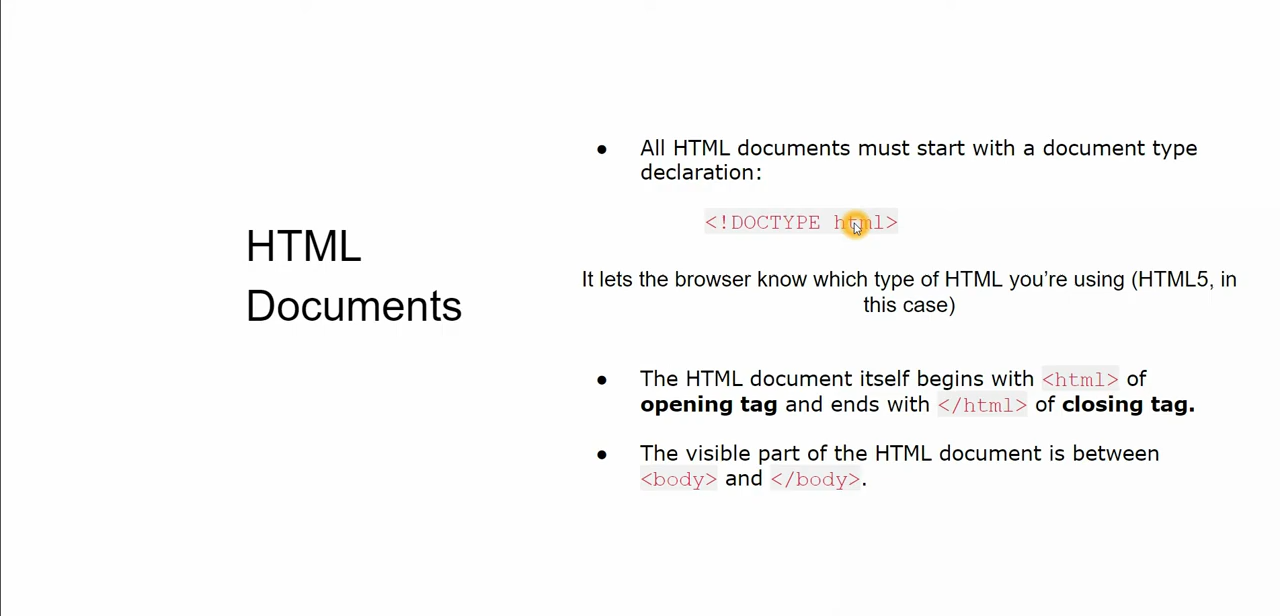 HTML
Documents
● All HTML documents must start with a document type
declaration:
<!DOCTYPE html>
It lets the browser know which type of HTML you’re using (HTML5, in
this case)
● The HTML document itself begins with <html> of
opening tag and ends with </html> of closing tag.
● The visible part of the HTML document is between
<body> and </body>.